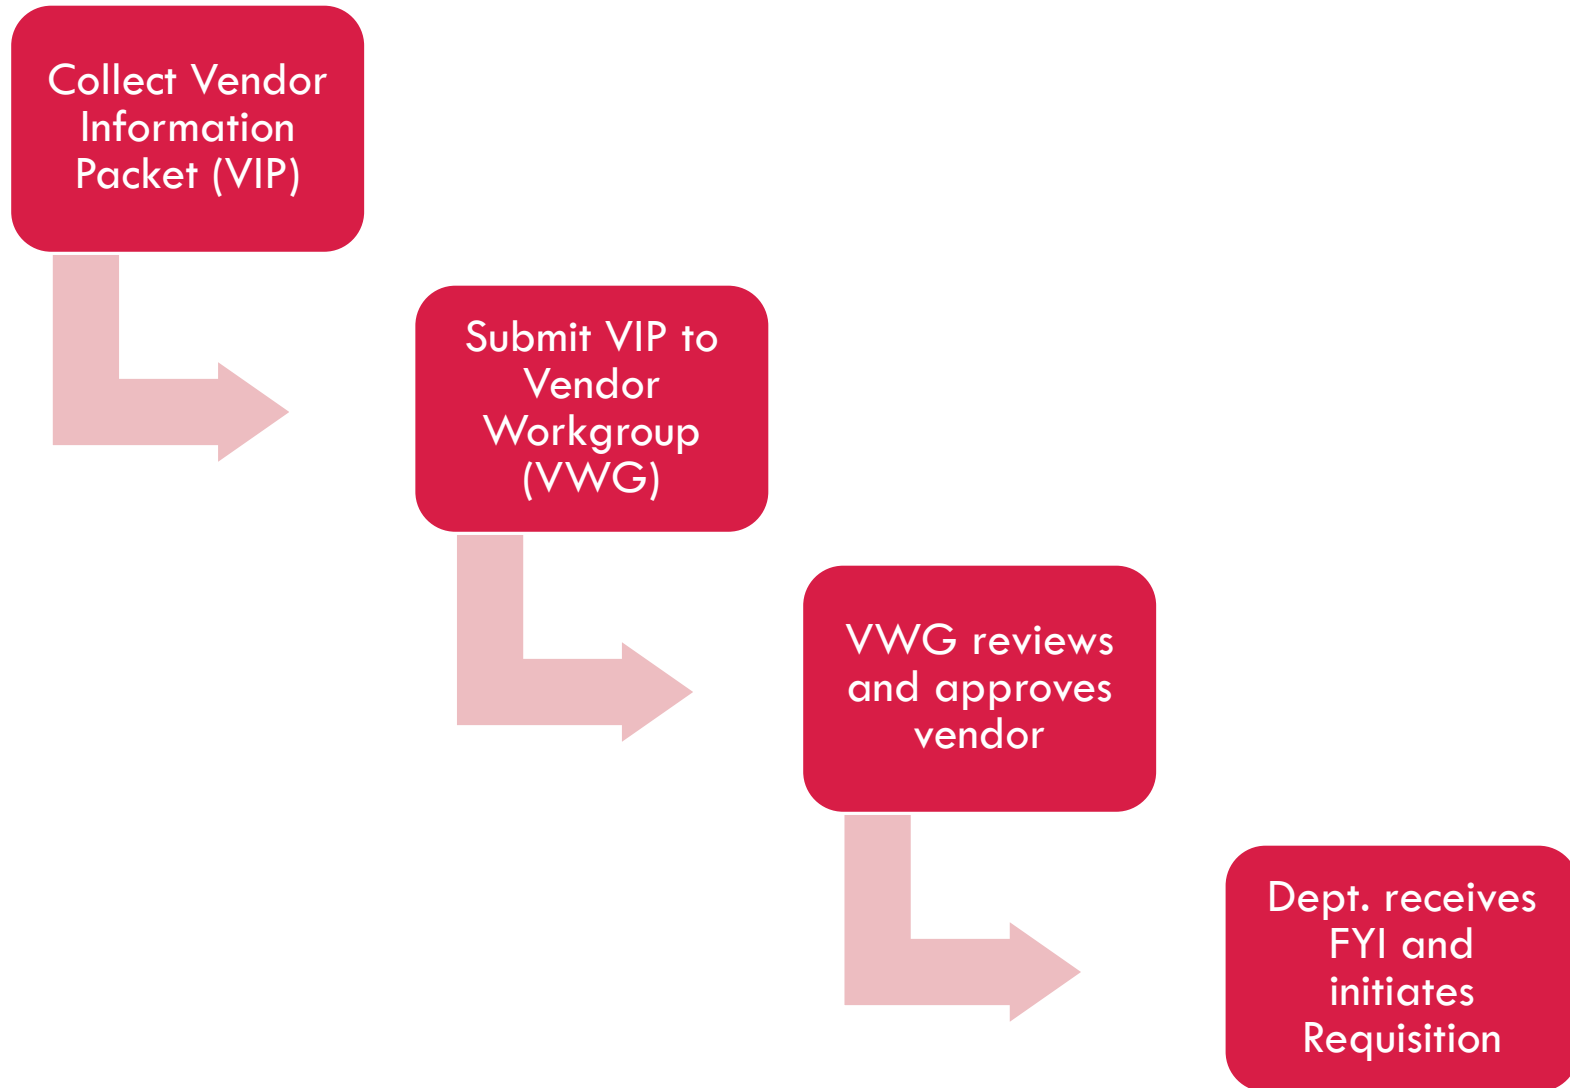 Collect Vendor
Information
Packet (VIP)
Submit VIP to
Vendor
Workgroup
(VWG)
VWG reviews
and approves
vendor
Dept. receives
FYI and
initiates
Requisition